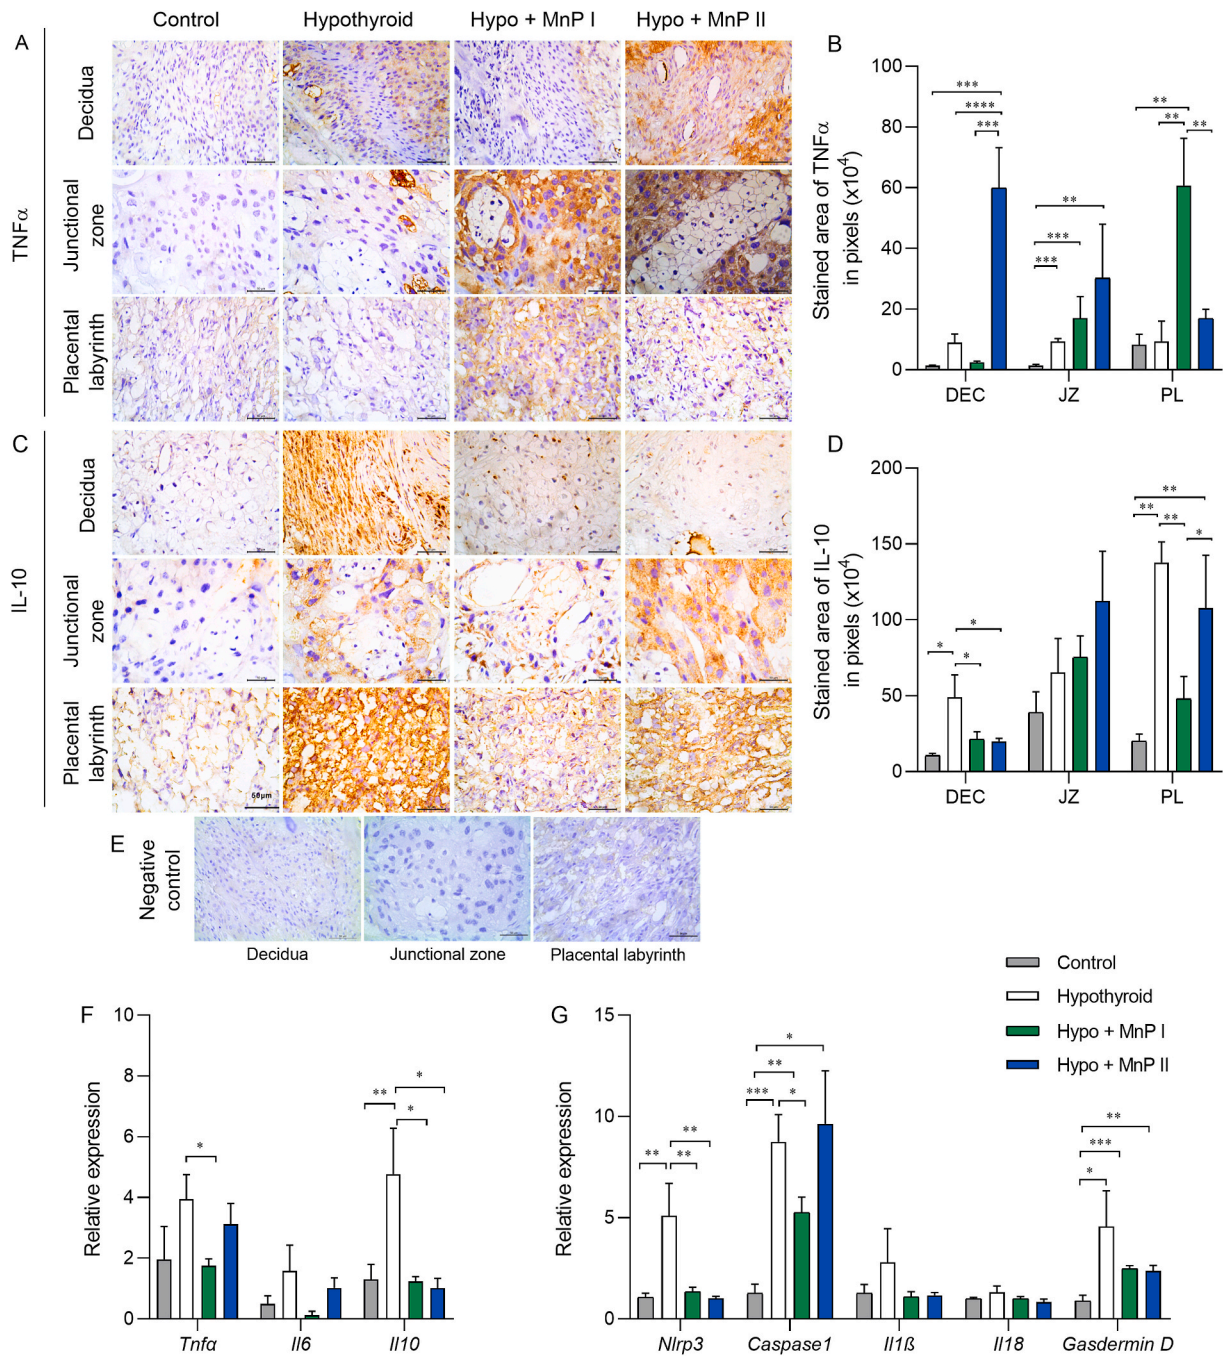 Control Hypothyroid Hypo + MnP I Hypo + MnP II
A
TNFα
Decidua
Junctional
zone
Placental
labyrinth
B
Stained area of TNFα
in pixels (x10⁴)
100
80
60
40
20
0
*** **** ***
*** *** **
** ** **
DEC JZ PL
C
IL-10
Decidua
Junctional
zone
Placental
labyrinth
50µm
D
Stained area of IL-10
in pixels (x10⁴)
200
150
100
50
0
* * *
** ** ** *
DEC JZ PL
E
Negative
control
Decidua Junctional zone Placental labyrinth
Control
Hypothyroid
Hypo + MnP I
Hypo + MnP II
F
Relative expression
10
8
6
4
2
0
*
** * *
Tnfα Il6 Il10
G
Relative expression
15
10
5
0
** ** **
*** ** * *
* *** **
Nlrp3 Caspase1 Il1ß Il18 Gasdermin D